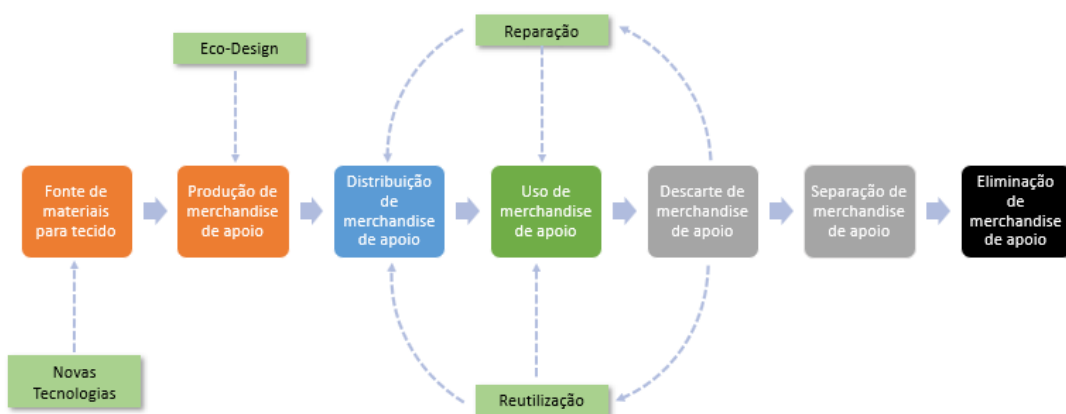 Reparação
Eco-Design
Fonte de
materiais
para tecido
Produção de
merchandise
de apoio
Distribuição
de
merchandise
de apoio
Uso de
merchandise
de apoio
Descarte de
merchandise
de apoio
Separação de
merchandise
de apoio
Eliminação
de
merchandise
de apoio
Novas
Tecnologias
Reutilização